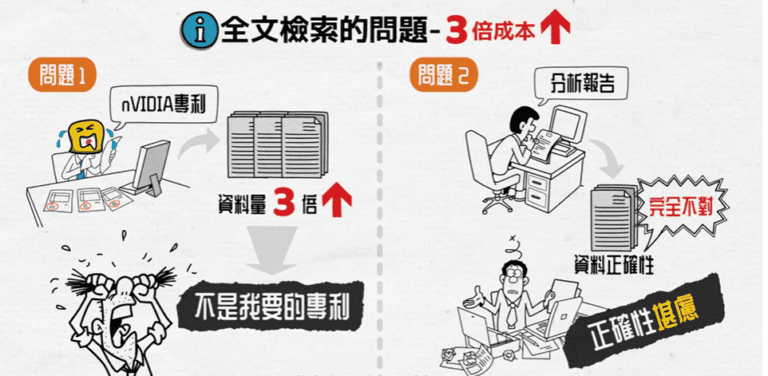 全文檢索的問題-3倍成本
問題1
nVIDIA專利
資料量3倍
不是我要的專利
問題2
分析報告
完全不對
資料正確性
正確性堪慮